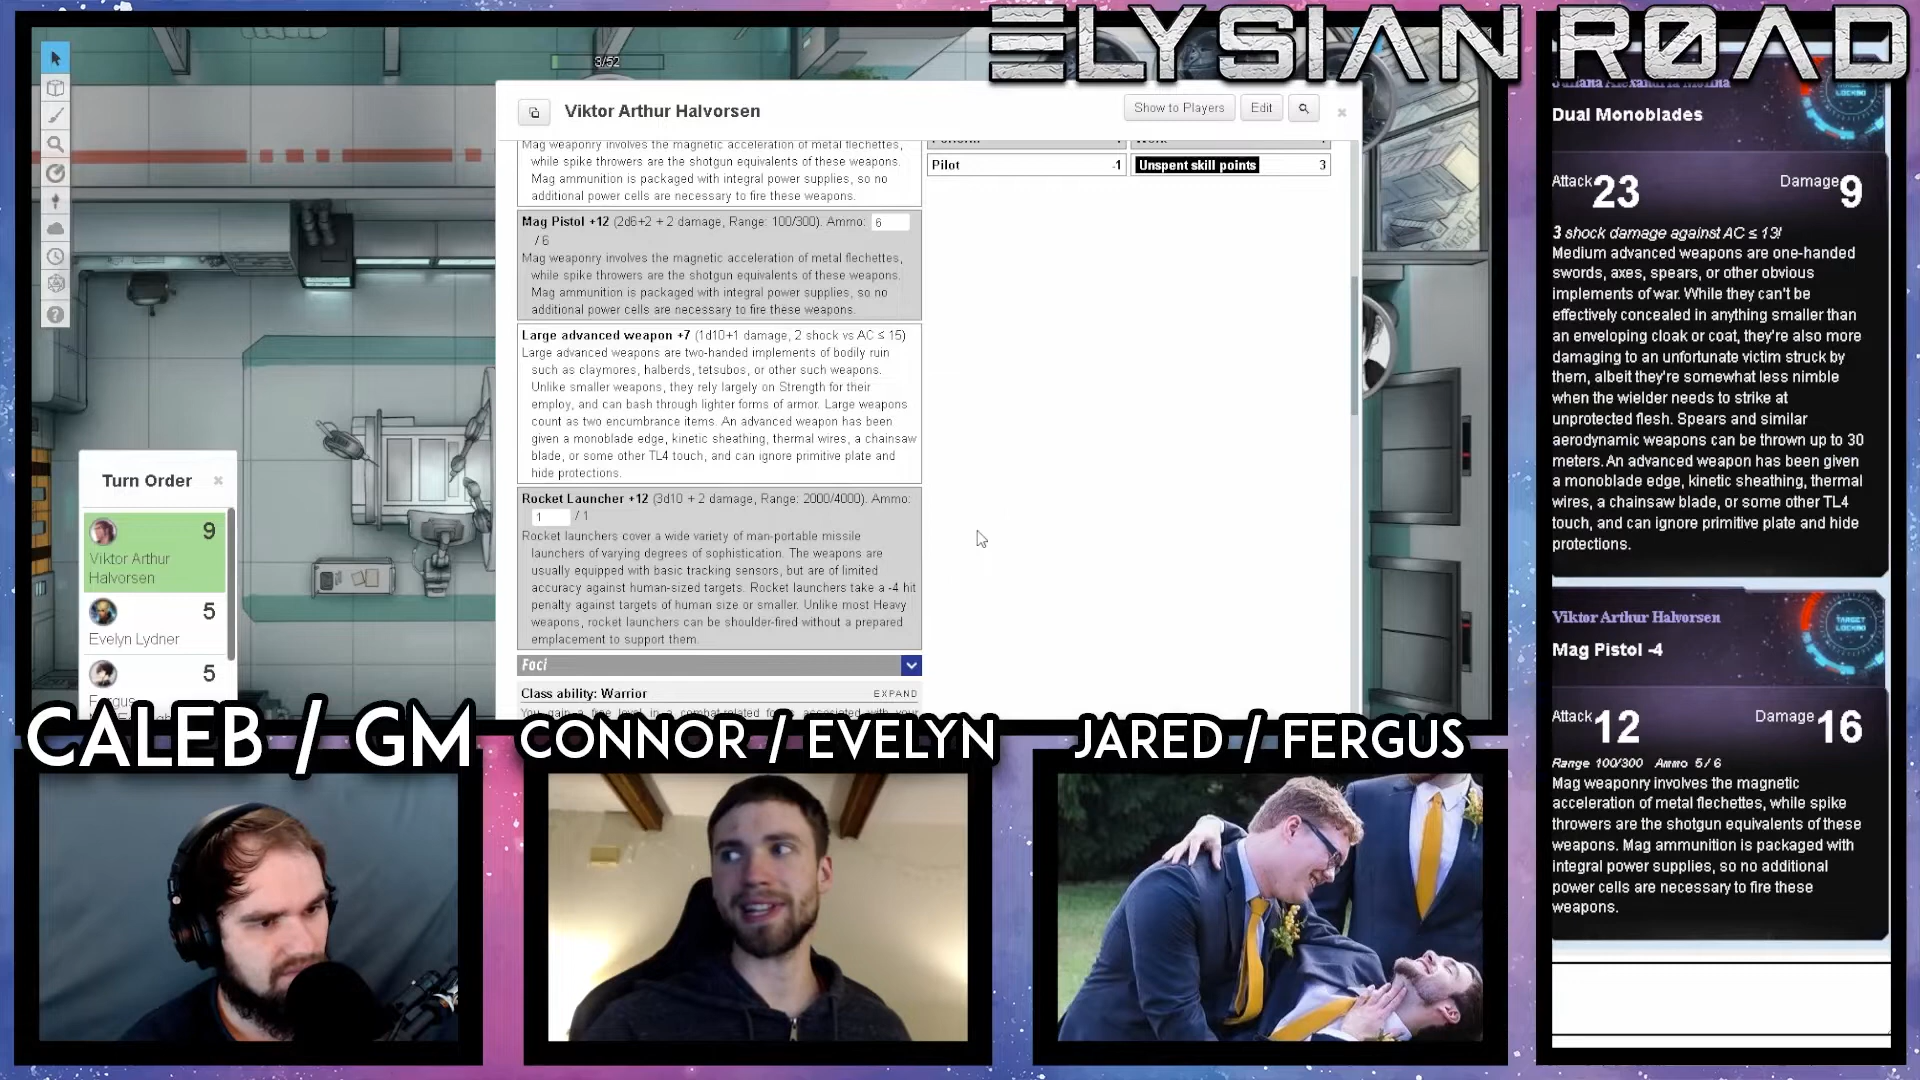 ELYSIAN ROAD
3/52
Viktor Arthur Halvorsen
Show to Players
Edit
Mag weaponry involves the magnetic acceleration of metal flechettes,
while spike throwers are the shotgun equivalents of these weapons.
Mag ammunition is packaged with integral power supplies, so no
additional power cells are necessary to fire these weapons.
Mag Pistol +12 (2d6+2 + 2 damage, Range: 100/300). Ammo: 6
/ 6
Mag weaponry involves the magnetic acceleration of metal flechettes,
while spike throwers are the shotgun equivalents of these weapons.
Mag ammunition is packaged with integral power supplies, so no
additional power cells are necessary to fire these weapons.
Large advanced weapon +7 (1d10+1 damage, 2 shock vs AC ≤ 15)
Large advanced weapons are two-handed implements of bodily ruin
such as claymores, halberds, tetsubos, or other such weapons.
Unlike smaller weapons, they rely largely on Strength for their
employ, and can bash through lighter forms of armor. Large weapons
count as two encumbrance items. An advanced weapon has been
given a monoblade edge, kinetic sheathing, thermal wires, a chainsaw
blade, or some other TL4 touch, and can ignore primitive plate and
hide protections.
Rocket Launcher +12 (3d10 + 2 damage, Range: 2000/4000). Ammo:
1 / 1
Rocket launchers cover a wide variety of man-portable missile
launchers of varying degrees of sophistication. The weapons are
usually equipped with basic tracking sensors, but are of limited
accuracy against human-sized targets. Rocket launchers take a -4 hit
penalty against targets of human size or smaller. Unlike most Heavy
weapons, rocket launchers can be shoulder-fired without a prepared
emplacement to support them.
Foci
Class ability: Warrior
EXPAND
You gain a free level in a combat-related focus associated with your
Pilot -1
Unspent skill points 3
Turn Order
9
Viktor Arthur
Halvorsen
5
Evelyn Lydner
5
Fergus
CALEB / GM
CONNOR / EVELYN
JARED / FERGUS
Juliana Alexandria Molina
Dual Monoblades
Attack 23
Damage 9
3 shock damage against AC ≤ 13!
Medium advanced weapons are one-handed
swords, axes, spears, or other obvious
implements of war. While they can't be
effectively concealed in anything smaller than
an enveloping cloak or coat, they're also more
damaging to an unfortunate victim struck by
them, albeit they're somewhat less nimble
when the wielder needs to strike at
unprotected flesh. Spears and similar
aerodynamic weapons can be thrown up to 30
meters. An advanced weapon has been given
a monoblade edge, kinetic sheathing, thermal
wires, a chainsaw blade, or some other TL4
touch, and can ignore primitive plate and hide
protections.
Viktor Arthur Halvorsen
TARGET
LOCKED
Mag Pistol -4
Attack 12
Damage 16
Range 100/300 Ammo 5 / 6
Mag weaponry involves the magnetic
acceleration of metal flechettes, while spike
throwers are the shotgun equivalents of these
weapons. Mag ammunition is packaged with
integral power supplies, so no additional
power cells are necessary to fire these
weapons.